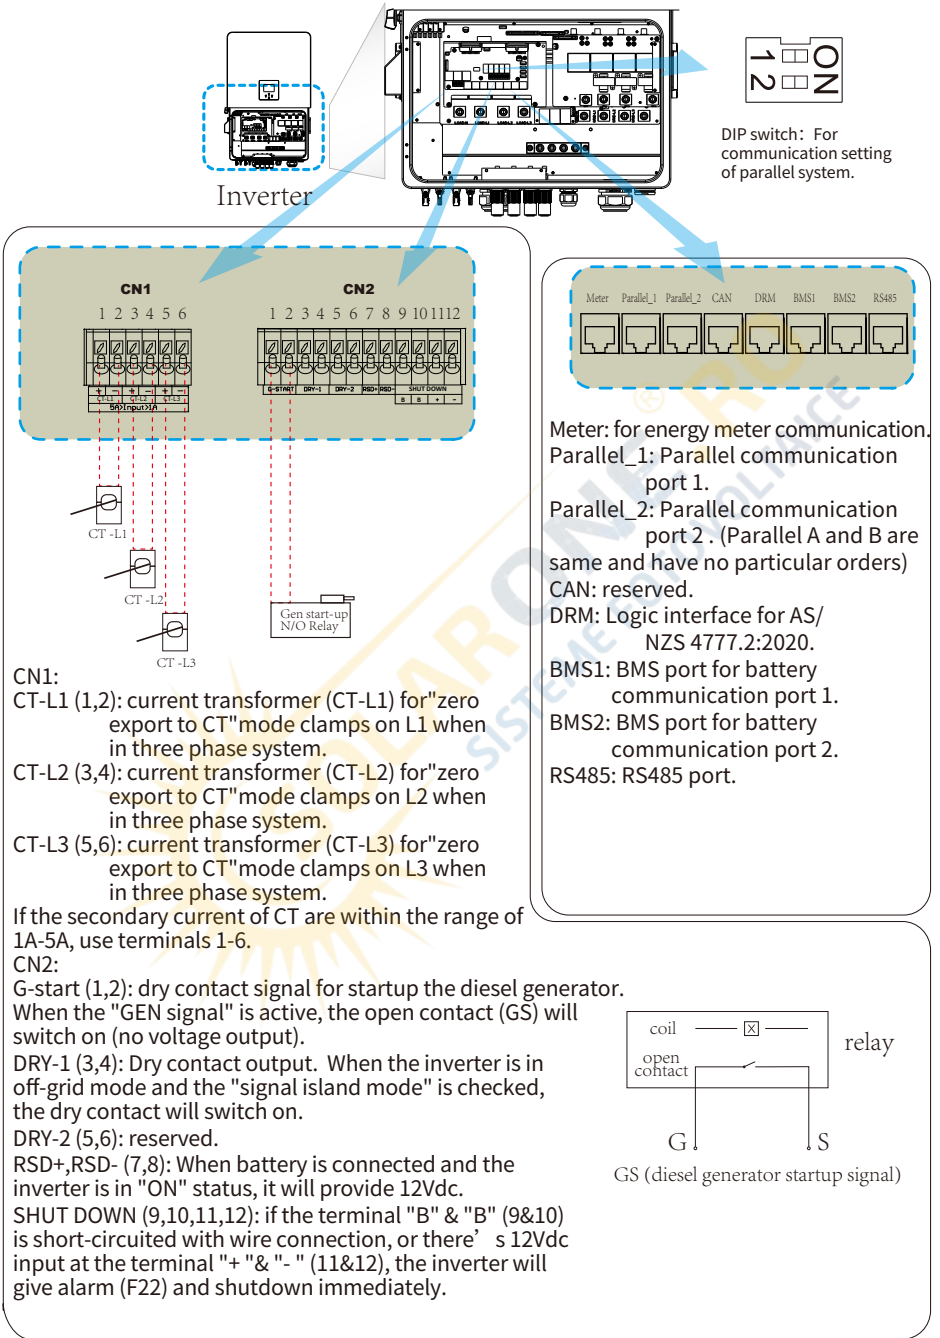 ON
1 2
DIP switch: For
communication setting
of parallel system.
Inverter
CN1
1 2 3 4 5 6
+ - + - + -
CT-L1 CT-L2 CT-L3
5A>Input>1A
CN2
1 2 3 4 5 6 7 8 9 10 11 12
G-START DRY-1 DRY-2 RSD+ RSD- SHUT DOWN
B B + -
CT -L1
CT -L2
CT -L3
Gen start-up
N/O Relay
Meter Parallel_1 Parallel_2 CAN DRM BMS1 BMS2 RS485
Meter: for energy meter communication.
Parallel_1: Parallel communication
port 1.
Parallel_2: Parallel communication
port 2 . (Parallel A and B are
same and have no particular orders)
CAN: reserved.
DRM: Logic interface for AS/
NZS 4777.2:2020.
BMS1: BMS port for battery
communication port 1.
BMS2: BMS port for battery
communication port 2.
RS485: RS485 port.
CN1:
CT-L1 (1,2): current transformer (CT-L1) for"zero
export to CT"mode clamps on L1 when
in three phase system.
CT-L2 (3,4): current transformer (CT-L2) for"zero
export to CT"mode clamps on L2 when
in three phase system.
CT-L3 (5,6): current transformer (CT-L3) for"zero
export to CT"mode clamps on L3 when
in three phase system.
If the secondary current of CT are within the range of
1A-5A, use terminals 1-6.
CN2:
G-start (1,2): dry contact signal for startup the diesel generator.
When the "GEN signal" is active, the open contact (GS) will
switch on (no voltage output).
DRY-1 (3,4): Dry contact output. When the inverter is in
off-grid mode and the "signal island mode" is checked,
the dry contact will switch on.
DRY-2 (5,6): reserved.
RSD+,RSD- (7,8): When battery is connected and the
inverter is in "ON" status, it will provide 12Vdc.
SHUT DOWN (9,10,11,12): if the terminal "B" & "B" (9&10)
is short-circuited with wire connection, or there's 12Vdc
input at the terminal "+ "& "- " (11&12), the inverter will
give alarm (F22) and shutdown immediately.
coil
open
contact
relay
G S
GS (diesel generator startup signal)
SOLARONE.RO
®
SISTEME FOTOVOLTAICE